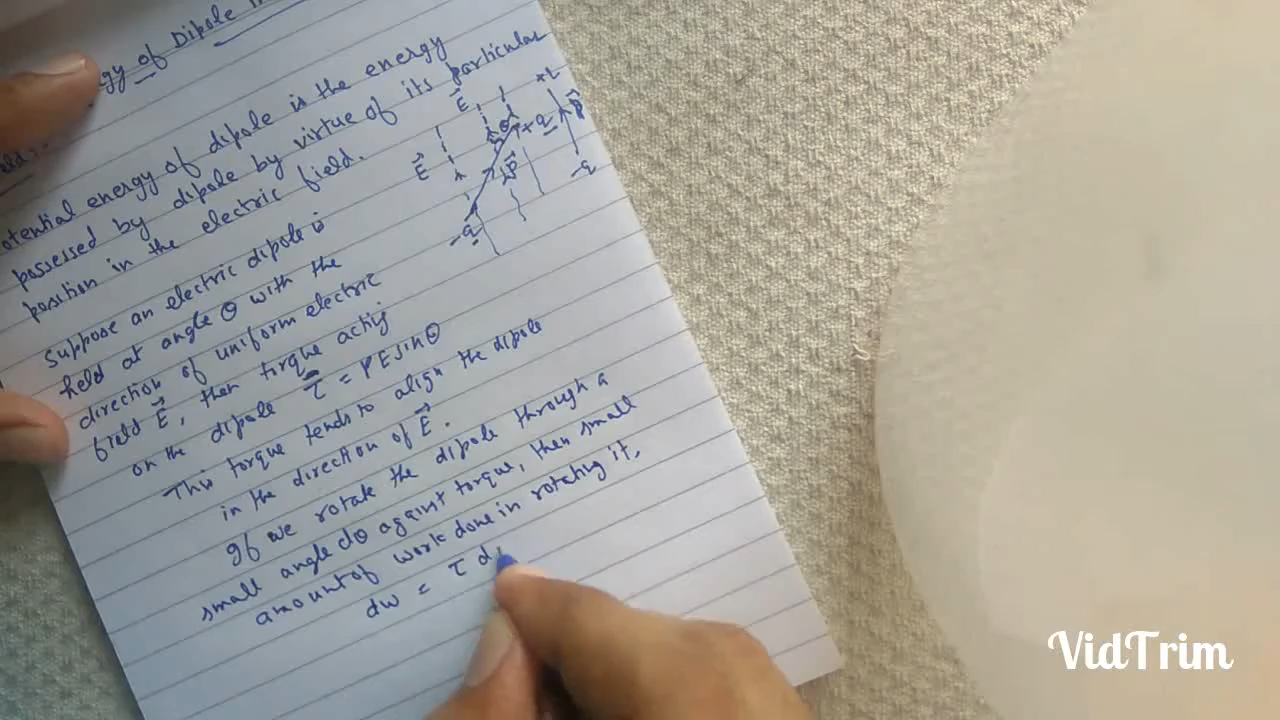 of Dipole
Potential energy of dipole is the energy
possessed by dipole by virtue of its particular
position in the electric field.
E⃗
+q
E⃗
θ
+q
P⃗
P⃗
-q
-q
Suppose an electric dipole is
held at angle θ with the
direction of uniform electric
field E⃗, then torque acting
on the dipole τ = PE sinθ
This torque tends to align the dipole
in the direction of E⃗.
If we rotate the dipole through a
small angle dθ against torque, then small
amount of work done in rotating it,
dw = τ d
VidTrim